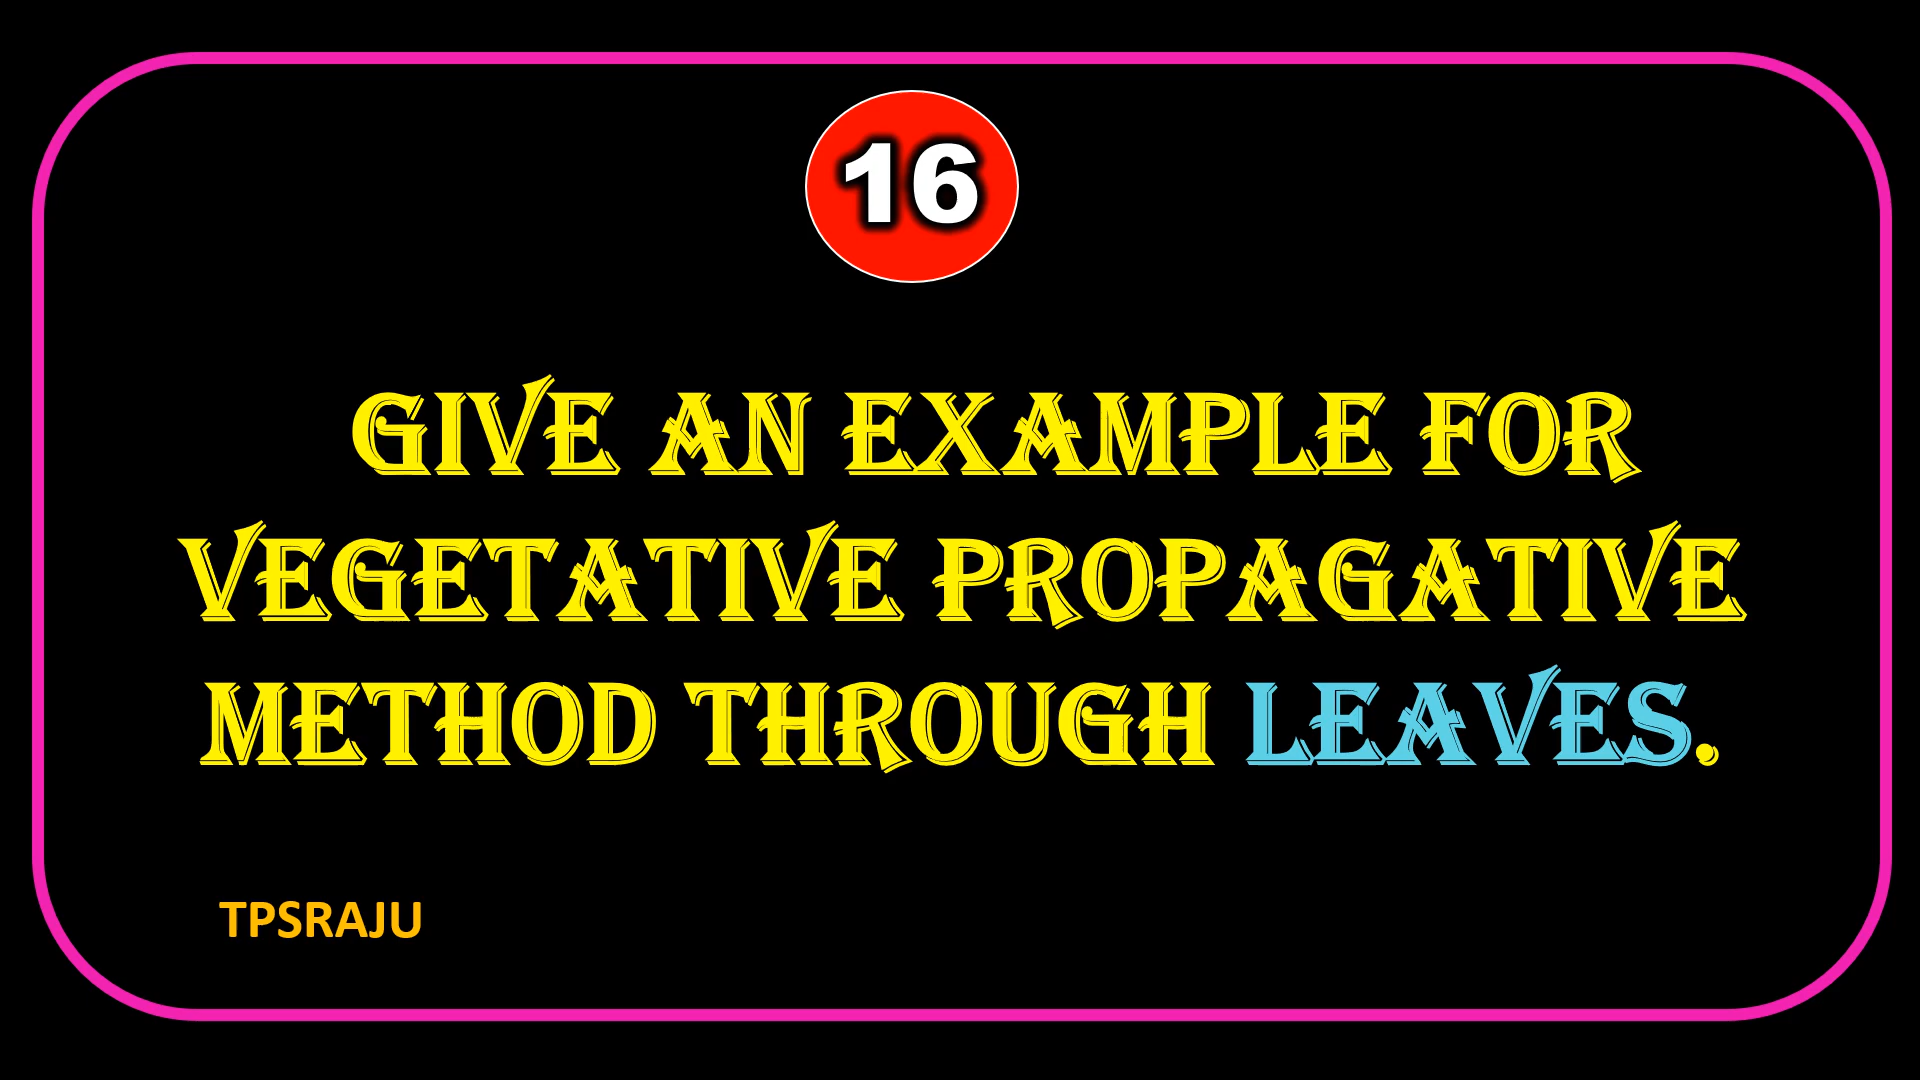 16
GIVE AN EXAMPLE FOR
VEGETATIVE PROPAGATIVE
METHOD THROUGH LEAVES.
TPSRAJU